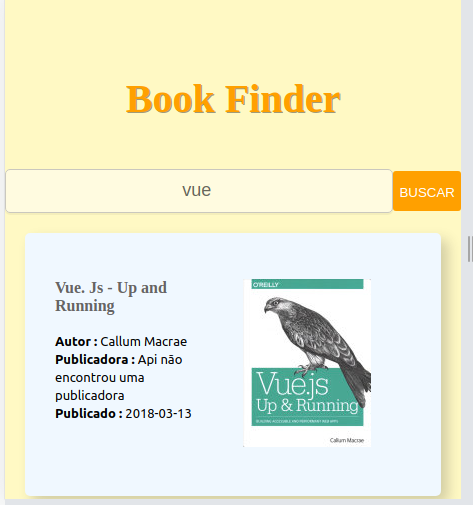 Book Finder
vue
BUSCAR
Vue. Js - Up and
Running
Autor : Callum Macrae
Publicadora : Api não
encontrou uma
publicadora
Publicado : 2018-03-13
O'REILLY
Vue.js
Up & Running
BUILDING ACCESSIBLE AND PERFORMANT WEB APPS
Callum Macrae